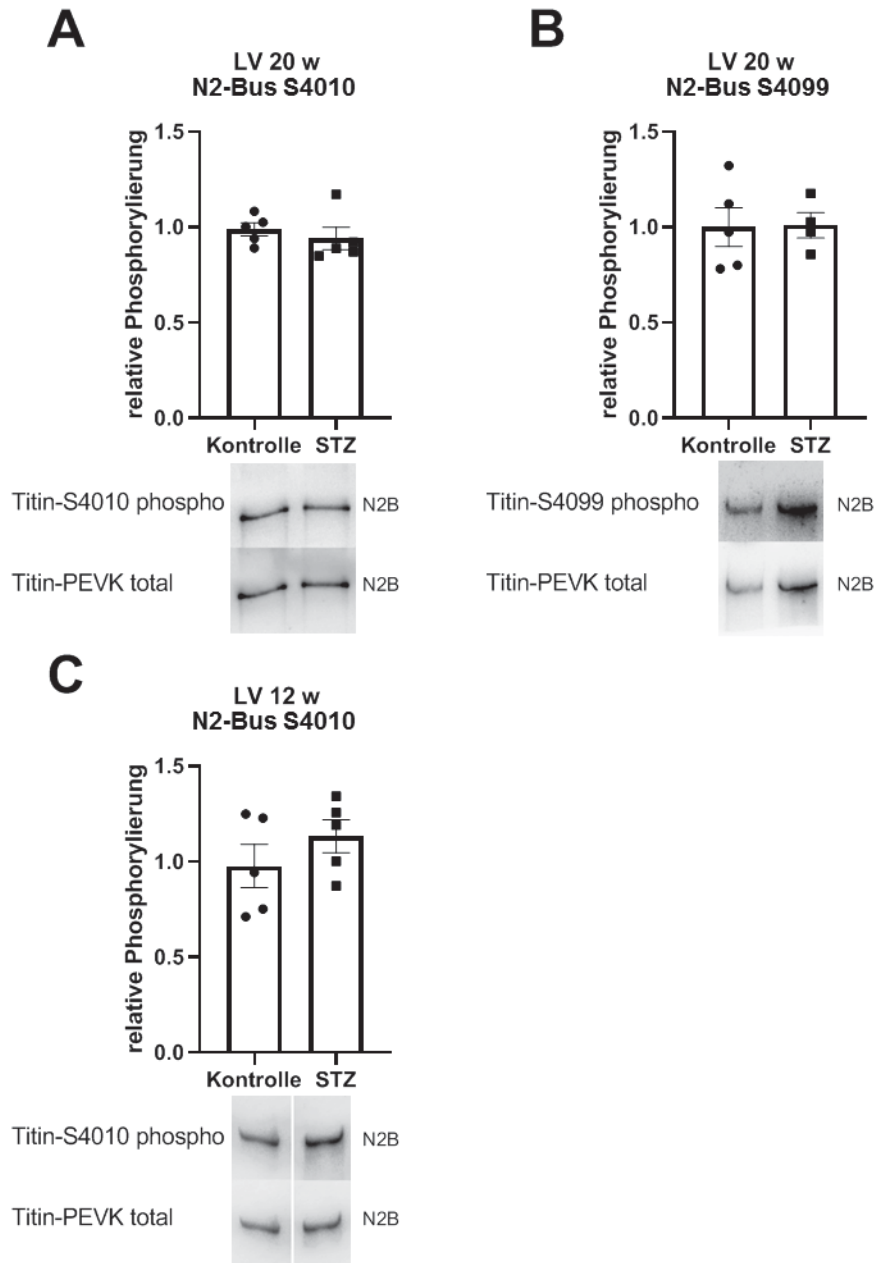 A
LV 20 w
N2-Bus S4010
relative Phosphorylierung
1.5
1.0
0.5
0.0
Kontrolle STZ
Titin-S4010 phospho N2B
Titin-PEVK total N2B
B
LV 20 w
N2-Bus S4099
relative Phosphorylierung
1.5
1.0
0.5
0.0
Kontrolle STZ
Titin-S4099 phospho N2B
Titin-PEVK total N2B
C
LV 12 w
N2-Bus S4010
relative Phosphorylierung
1.5
1.0
0.5
0.0
Kontrolle STZ
Titin-S4010 phospho N2B
Titin-PEVK total N2B